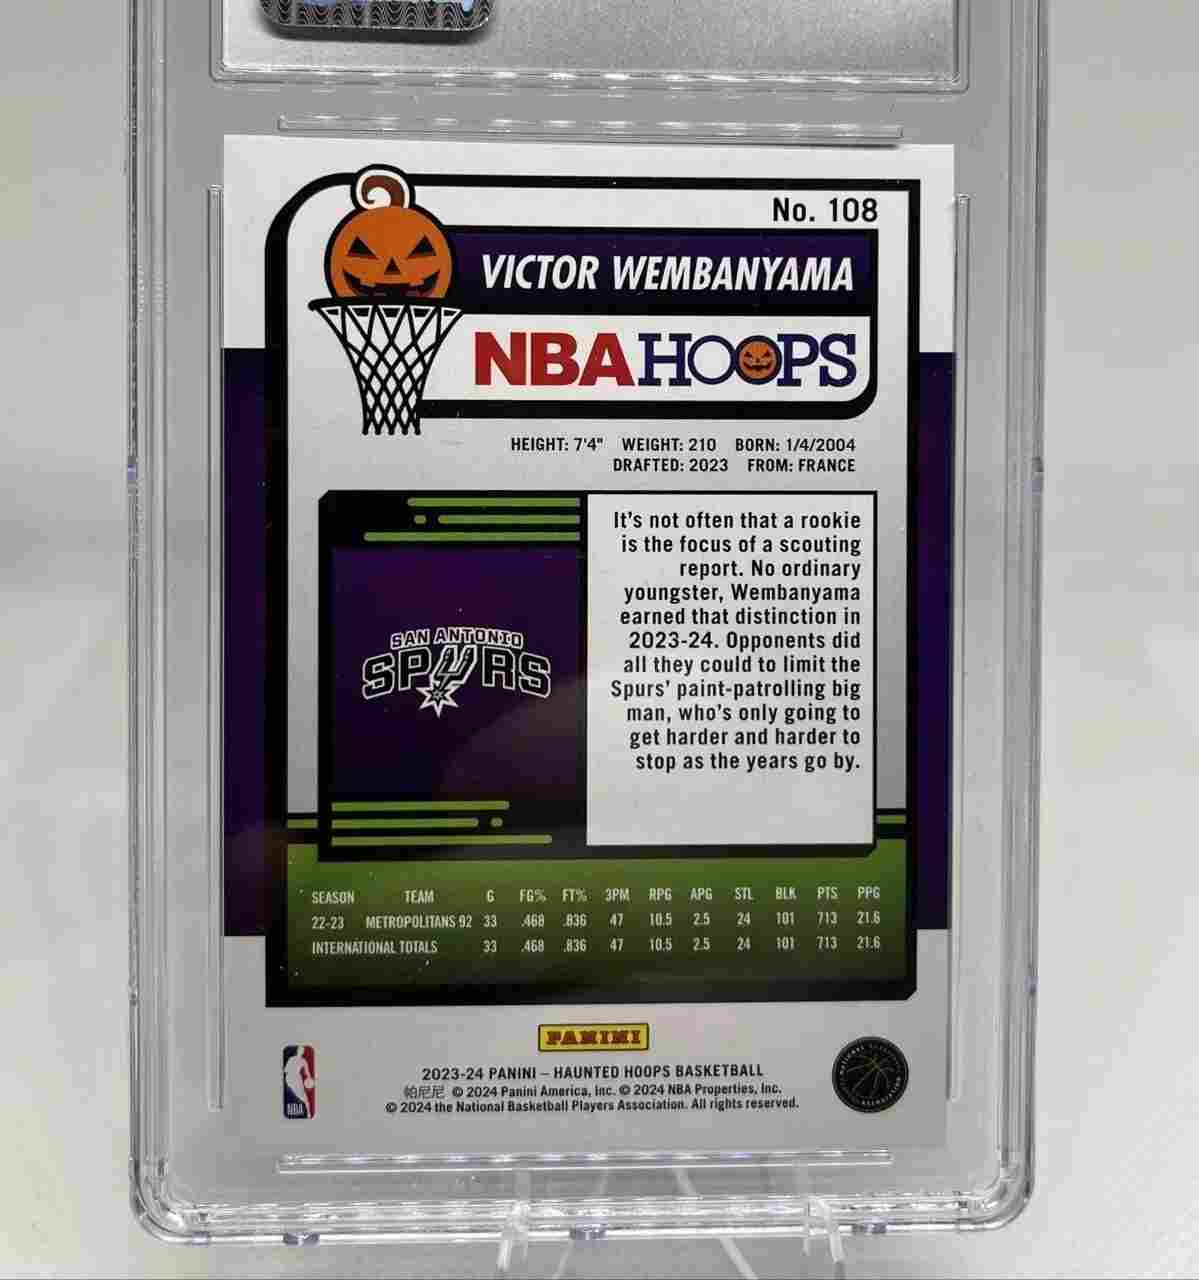 No. 108
VICTOR WEMBANYAMA
NBA HOOPS
HEIGHT: 7'4" WEIGHT: 210 BORN: 1/4/2004
DRAFTED: 2023 FROM: FRANCE
It's not often that a rookie
is the focus of a scouting
report. No ordinary
youngster, Wembanyama
earned that distinction in
2023-24. Opponents did
all they could to limit the
Spurs' paint-patrolling big
man, who's only going to
get harder and harder to
stop as the years go by.
SAN ANTONIO
SPURS
SEASON TEAM G FG% FT% 3PM RPG APG STL BLK PTS PPG
22-23 METROPOLITANS 92 33 .468 .836 47 10.5 2.5 24 101 713 21.6
INTERNATIONAL TOTALS 33 .468 .836 47 10.5 2.5 24 101 713 21.6
PANINI
2023-24 PANINI – HAUNTED HOOPS BASKETBALL
帕尼尼 © 2024 Panini America, Inc. © 2024 NBA Properties, Inc.
© 2024 the National Basketball Players Association. All rights reserved.
NBA